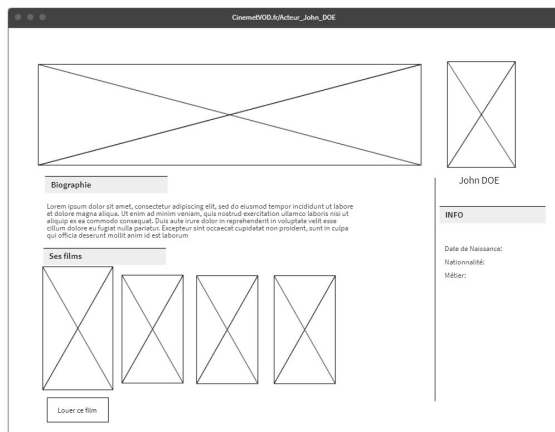 CinemetVOD.fr/Acteur_John_DOE
John DOE
Biographie
Lorem ipsum dolor sit amet, consectetur adipiscing elit, sed do eiusmod tempor incididunt ut labore
et dolore magna aliqua. Ut enim ad minim veniam, quis nostrud exercitation ullamco laboris nisi ut
aliquip ex ea commodo consequat. Duis aute irure dolor in reprehenderit in voluptate velit esse
cillum dolore eu fugiat nulla pariatur. Excepteur sint occaecat cupidatat non proident, sunt in culpa
qui officia deserunt mollit anim id est laborum
INFO
Date de Naissance:
Nationnalité:
Métier:
Ses films
Louer ce film